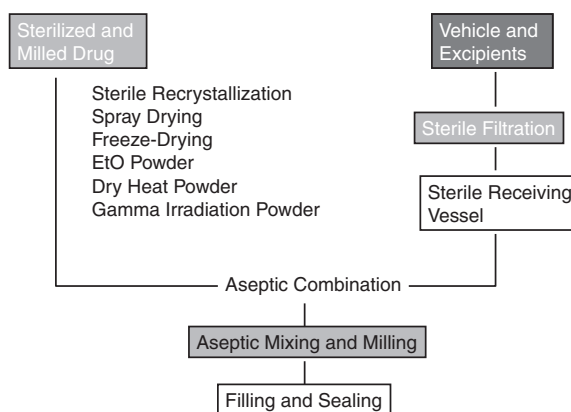 Sterilized and
Milled Drug
Vehicle and
Excipients
Sterile Recrystallization
Spray Drying
Freeze-Drying
EtO Powder
Dry Heat Powder
Gamma Irradiation Powder
Sterile Filtration
Sterile Receiving
Vessel
Aseptic Combination
Aseptic Mixing and Milling
Filling and Sealing